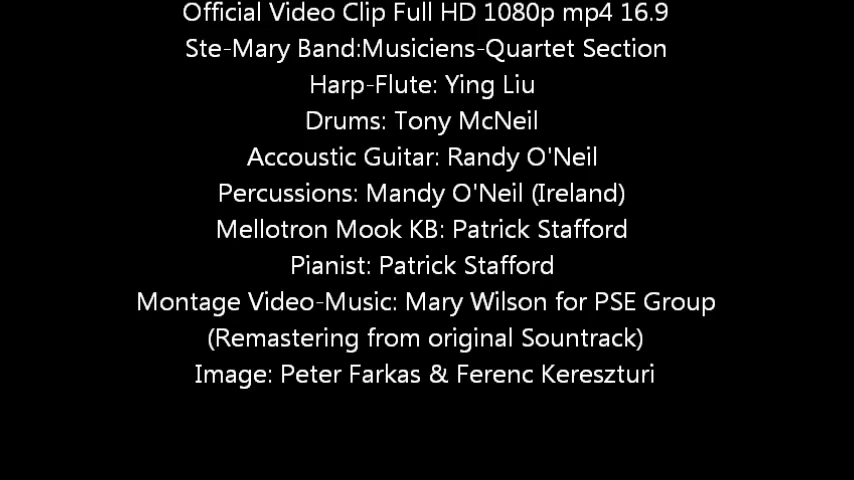 Official Video Clip Full HD 1080p mp4 16.9
Ste-Mary Band:Musiciens-Quartet Section
Harp-Flute: Ying Liu
Drums: Tony McNeil
Accoustic Guitar: Randy O'Neil
Percussions: Mandy O'Neil (Ireland)
Mellotron Mook KB: Patrick Stafford
Pianist: Patrick Stafford
Montage Video-Music: Mary Wilson for PSE Group
(Remastering from original Sountrack)
Image: Peter Farkas & Ferenc Kereszturi